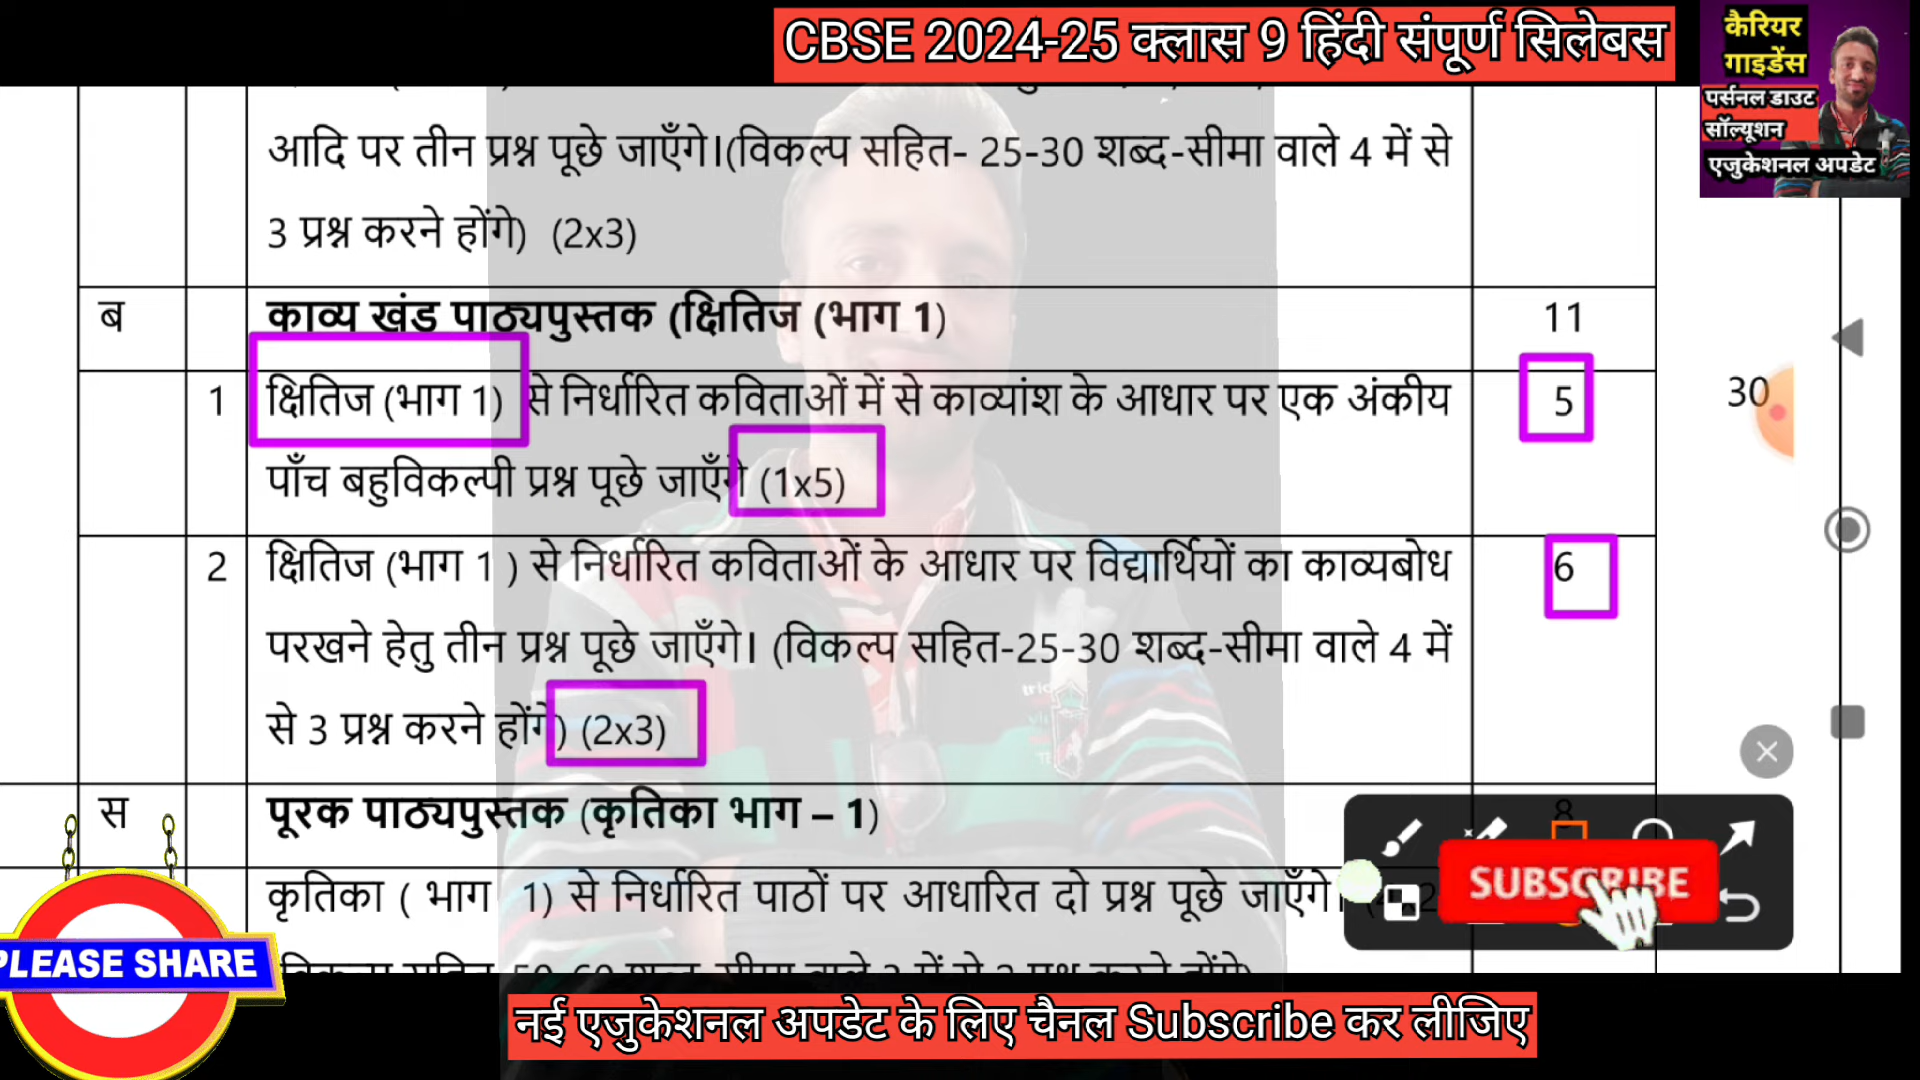 CBSE 2024-25 क्लास 9 हिंदी संपूर्ण सिलेबस
कैरियर
गाइडेंस
पर्सनल डाउट
सॉल्यूशन
एजुकेशनल अपडेट
आदि पर तीन प्रश्न पूछे जाएँगे।(विकल्प सहित- 25-30 शब्द-सीमा वाले 4 में से
3 प्रश्न करने होंगे) (2x3)
ब काव्य खंड पाठ्यपुस्तक (क्षितिज (भाग 1) 11
1 क्षितिज (भाग 1) से निर्धारित कविताओं में से काव्यांश के आधार पर एक अंकीय 5 30
पाँच बहुविकल्पी प्रश्न पूछे जाएँगे (1x5)
2 क्षितिज (भाग 1 ) से निर्धारित कविताओं के आधार पर विद्यार्थियों का काव्यबोध 6
परखने हेतु तीन प्रश्न पूछे जाएँगे। (विकल्प सहित-25-30 शब्द-सीमा वाले 4 में
से 3 प्रश्न करने होंगे) (2x3)
स पूरक पाठ्यपुस्तक (कृतिका भाग – 1) 8
कृतिका ( भाग 1) से निर्धारित पाठों पर आधारित दो प्रश्न पूछे जाएँगे।
SUBSCRIBE
PLEASE SHARE
नई एजुकेशनल अपडेट के लिए चैनल Subscribe कर लीजिए